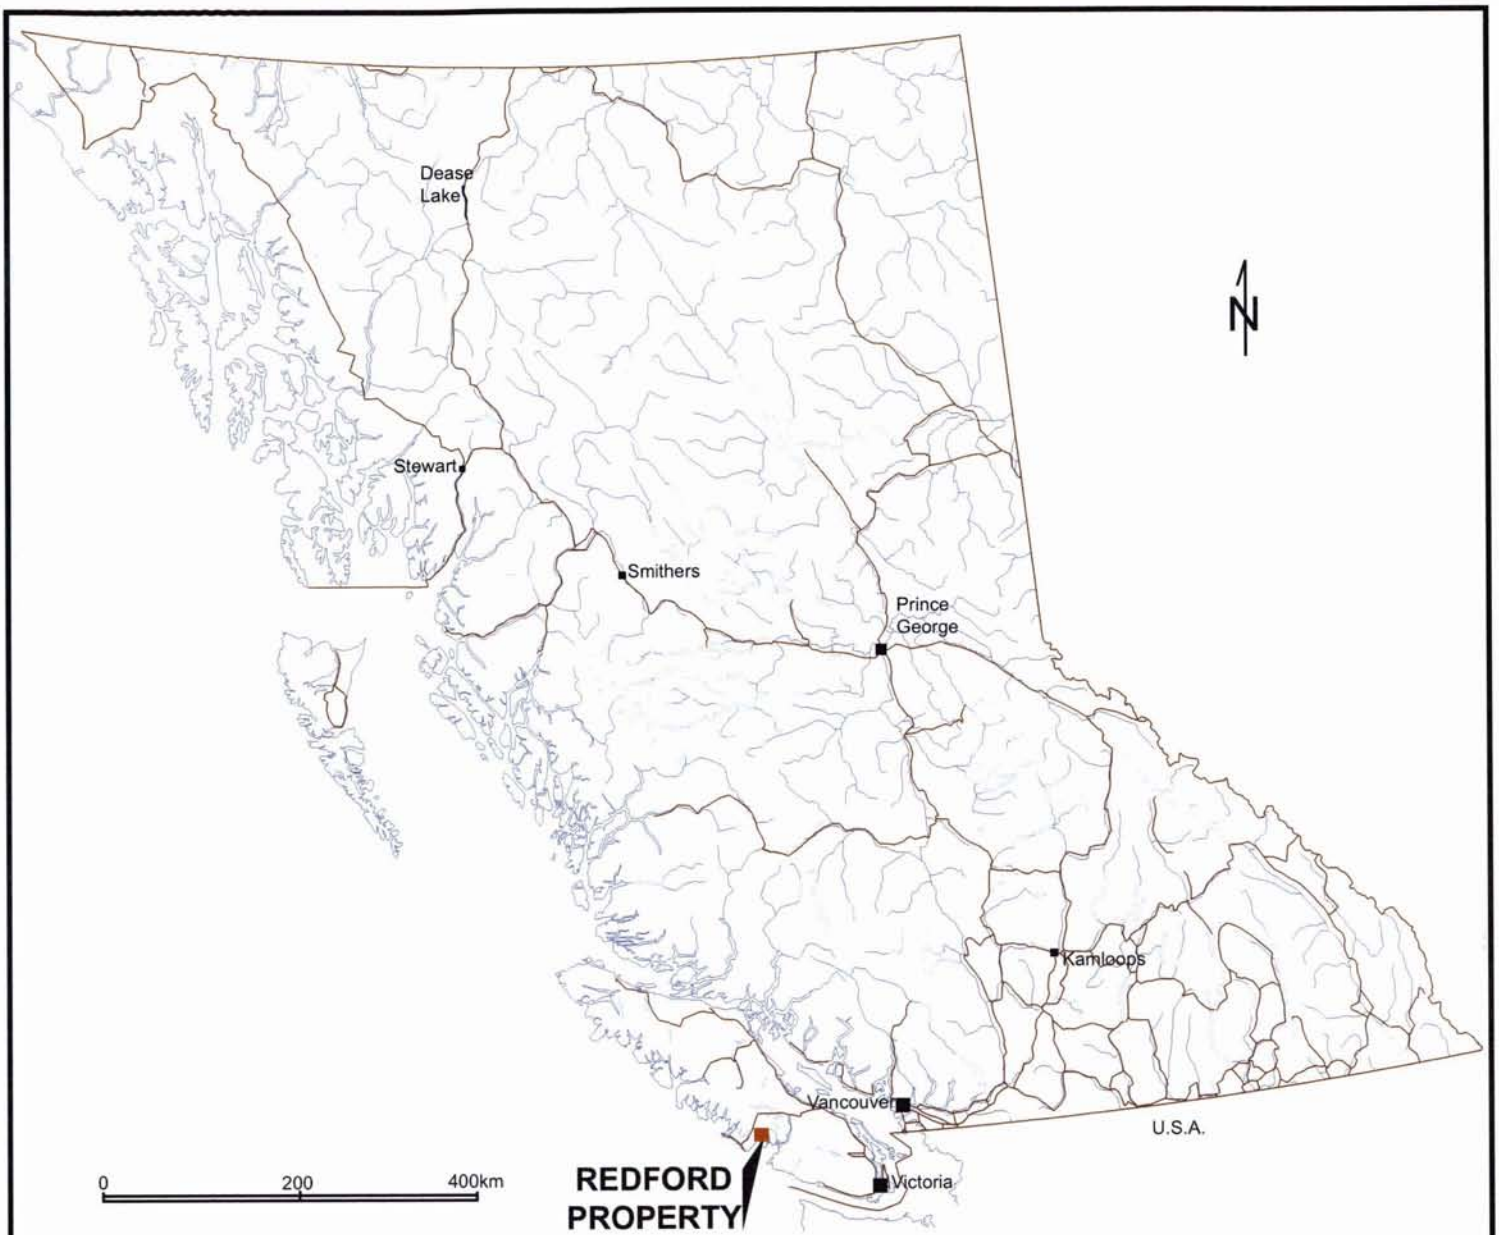 Dease
Lake
N
Stewart
Smithers
Prince
George
Kamloops
Vancouver
U.S.A.
REDFORD
PROPERTY
Victoria
0 200 400km